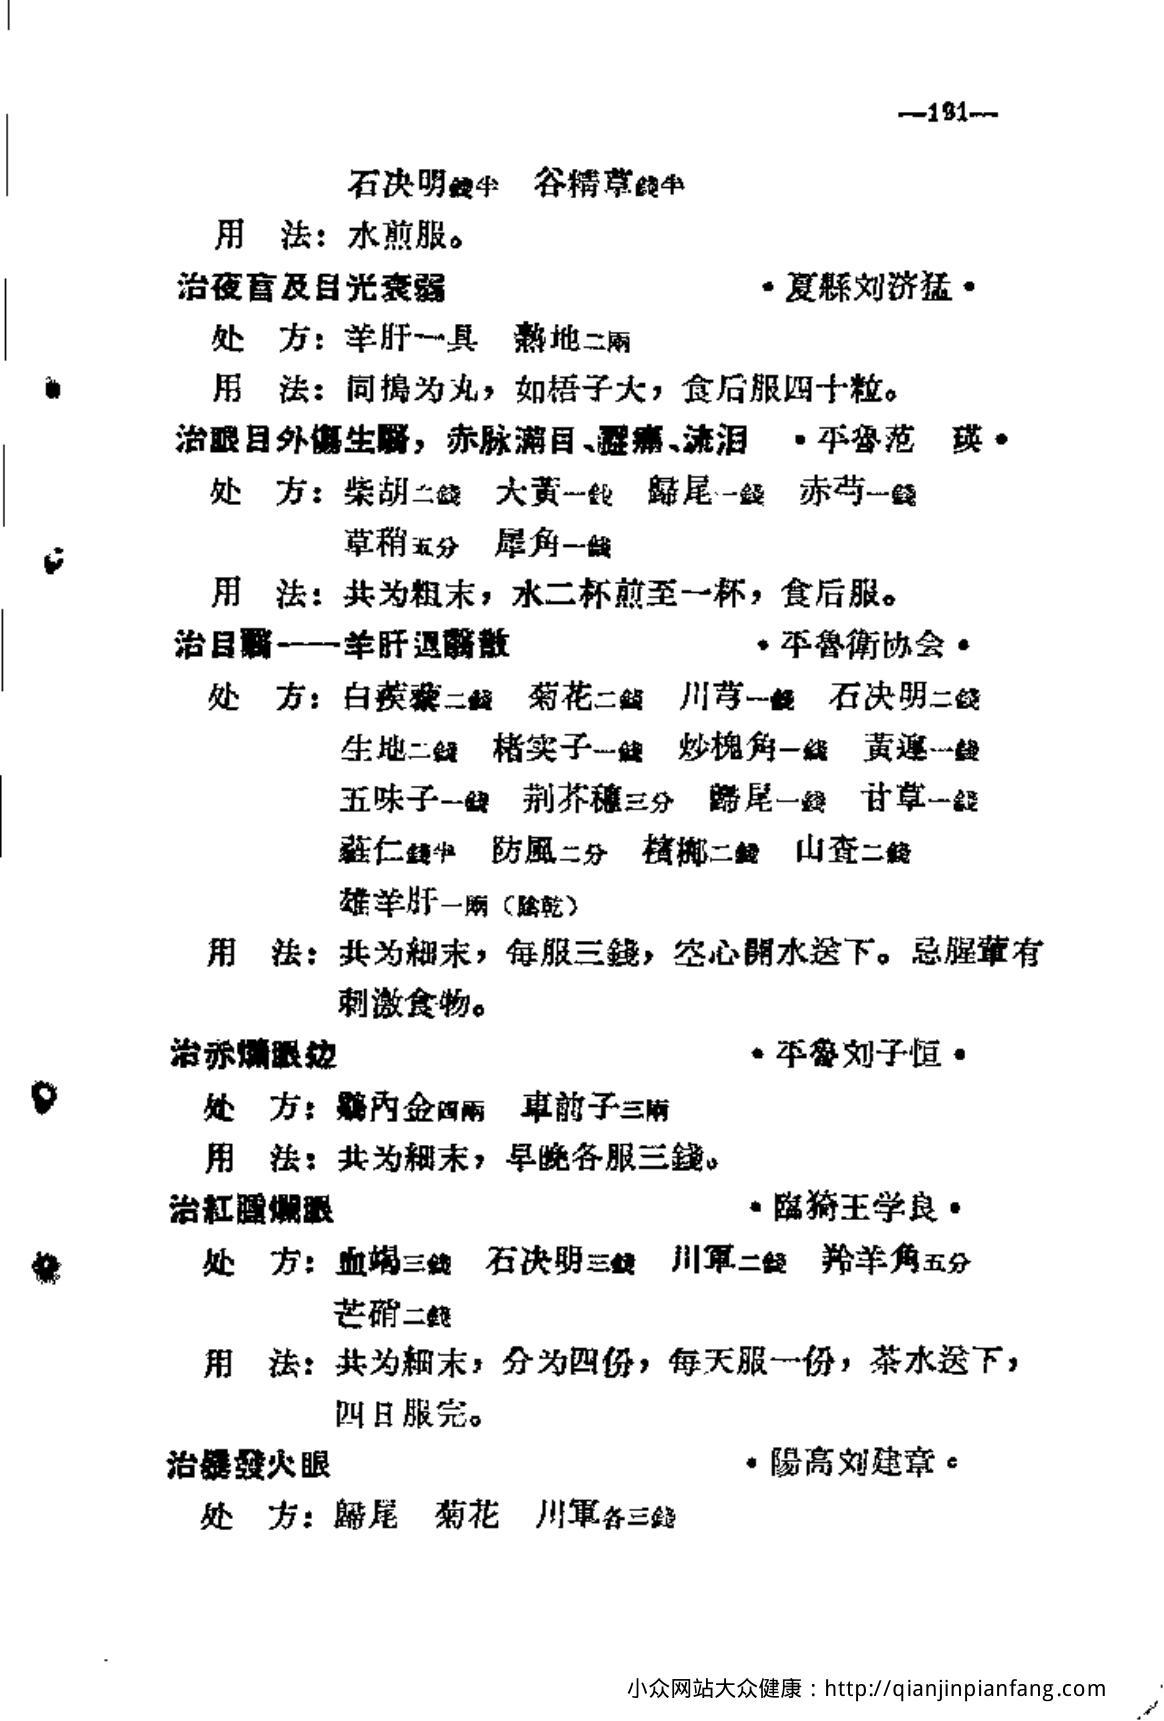 —191—
石决明錢半　谷精草錢半
用　法：水煎服。
治夜盲及目光衰弱　•夏縣刘济猛•
处　方：羊肝一具　熟地二兩
用　法：同搗为丸，如梧子大，食后服四十粒。
治眼目外傷生翳，赤脉滿目、澀痛、流泪　•平魯范　瑛•
处　方：柴胡二錢　大黃一錢　歸尾一錢　赤芍一錢
草稍五分　犀角一錢
用　法：共为粗末，水二杯煎至一杯，食后服。
治目翳——羊肝退翳散　•平魯衛协会•
处　方：白蒺藜二錢　菊花二錢　川芎一錢　石决明二錢
生地二錢　楮实子一錢　炒槐角一錢　黃連一錢
五味子一錢　荆芥穗三分　歸尾一錢　甘草一錢
蕤仁錢半　防風二分　檳榔二錢　山查二錢
雄羊肝一兩（陰乾）
用　法：共为細末，每服三錢，空心開水送下。忌腥葷有
刺激食物。
治赤爛眼边　•平魯刘子恒•
处　方：鷄內金四兩　車前子三兩
用　法：共为細末，早晚各服三錢。
治紅腫爛眼　•臨猗王学良•
处　方：血竭三錢　石决明三錢　川軍二錢　羚羊角五分
芒硝二錢
用　法：共为細末，分为四份，每天服一份，茶水送下，
四日服完。
治暴發火眼　•陽高刘建章•
处　方：歸尾　菊花　川軍各三錢
小众网站大众健康：http://qianjinpianfang.com